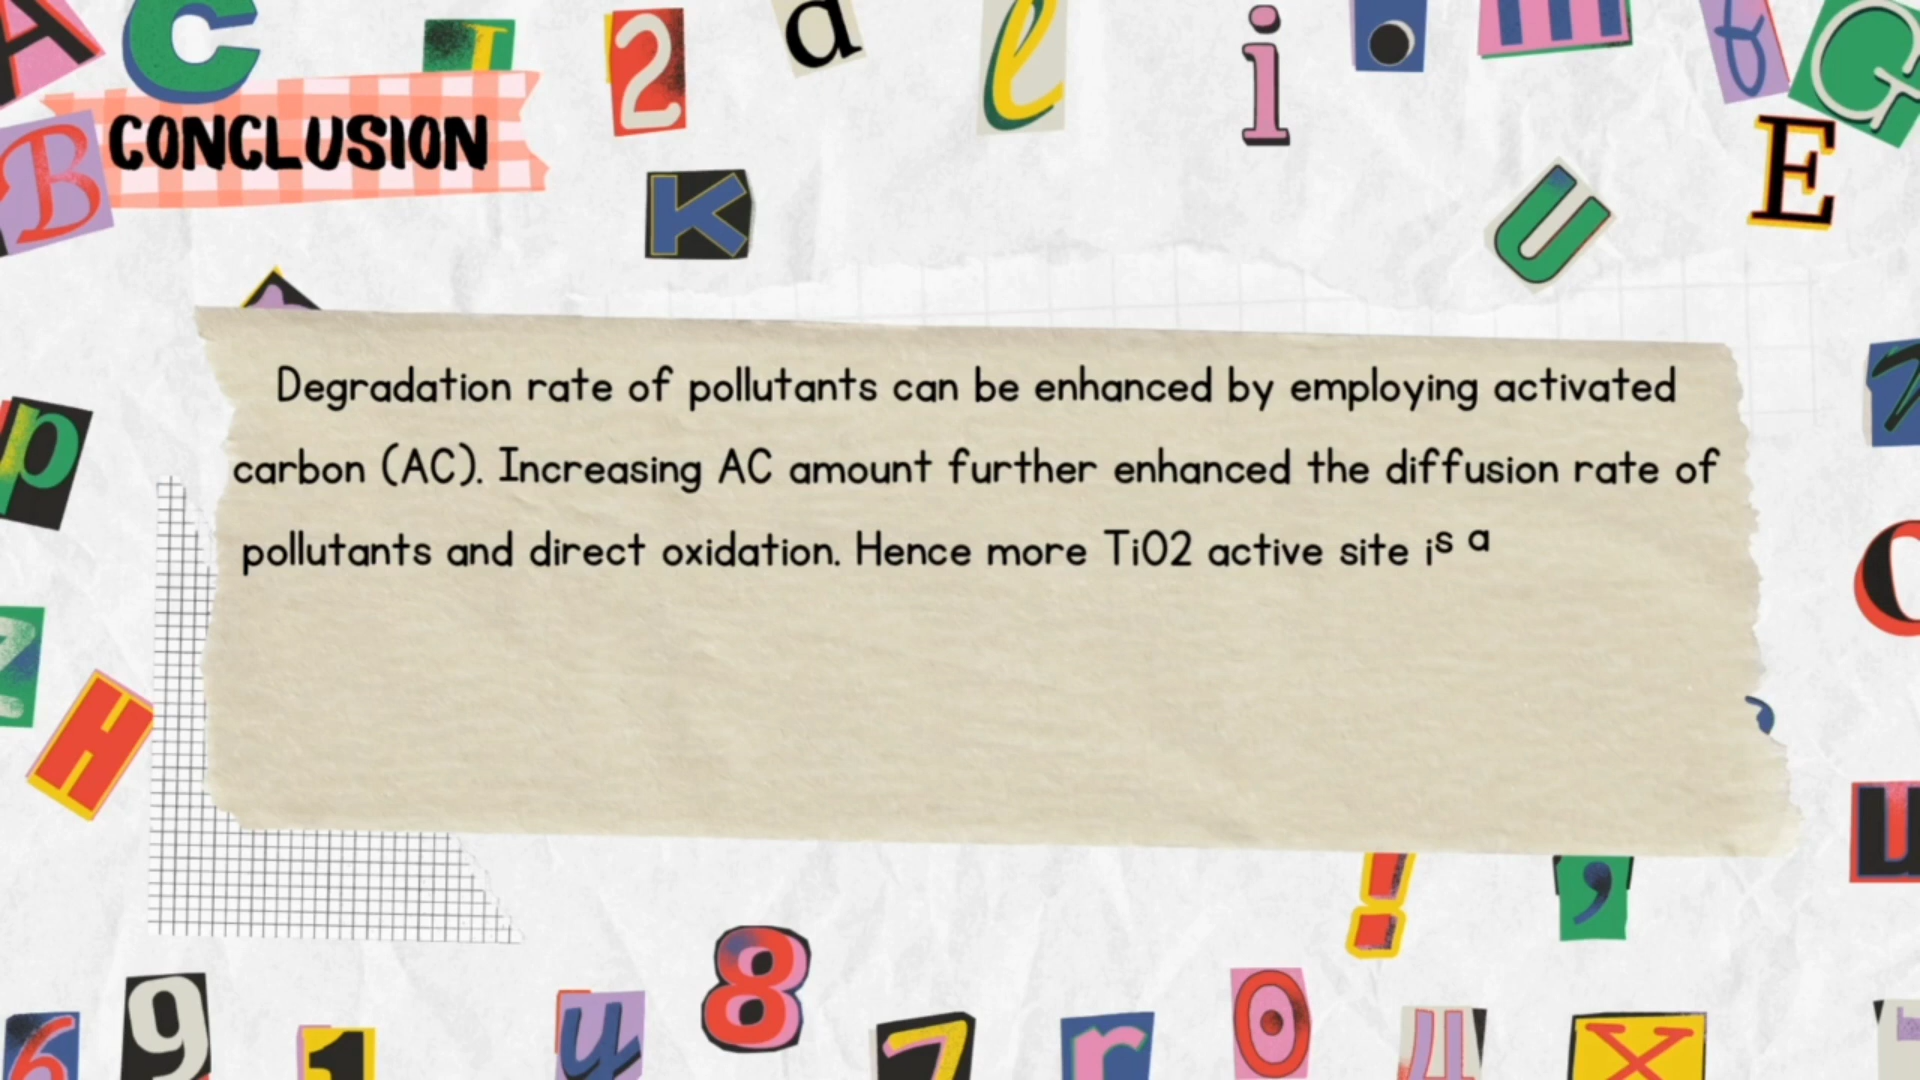 CONCLUSION
Degradation rate of pollutants can be enhanced by employing activated
carbon (AC). Increasing AC amount further enhanced the diffusion rate of
pollutants and direct oxidation. Hence more TiO2 active site is a